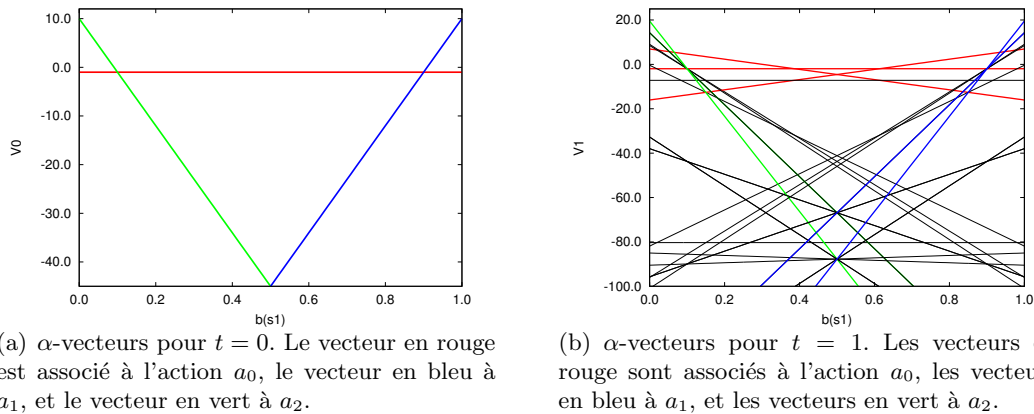 10.0
0.0
-10.0
-20.0
-30.0
-40.0
V0
0.0 0.2 0.4 0.6 0.8 1.0
b(s1)
20.0
0.0
-20.0
-40.0
-60.0
-80.0
-100.0
V1
0.0 0.2 0.4 0.6 0.8 1.0
b(s1)
(a) α-vecteurs pour t = 0. Le vecteur en rouge
est associé à l'action a0, le vecteur en bleu à
a1, et le vecteur en vert à a2.
(b) α-vecteurs pour t = 1. Les vecteurs
rouge sont associés à l'action a0, les vecteu
en bleu à a1, et les vecteurs en vert à a2.